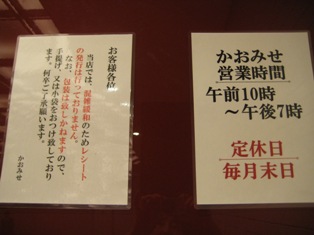 お客様各位
当店では、混雑緩和のためレシート
の発行は行っておりません。
なお、包装は致しかねますので、
手提げ、又は小袋をおつけ致しており
ます。何卒ご了承願います。
かおみせ
かおみせ
営業時間
午前10時
～午後7時
定休日
毎月末日